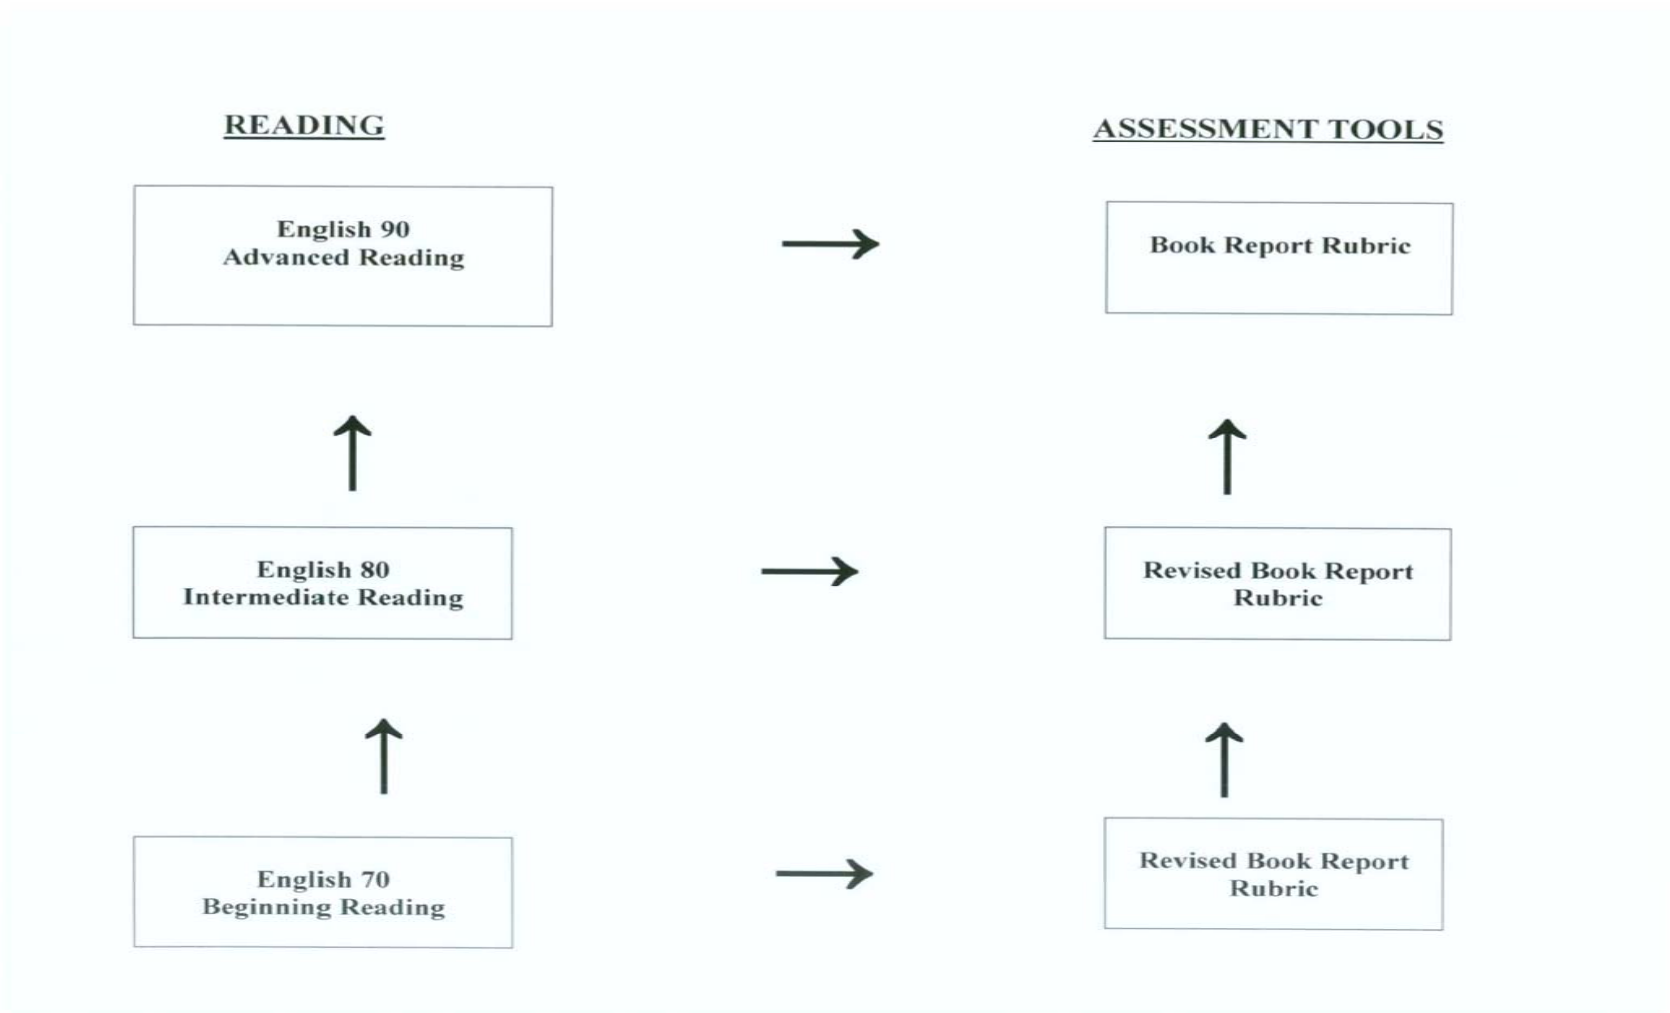 READING
ASSESSMENT TOOLS
English 90
Advanced Reading
Book Report Rubric
English 80
Intermediate Reading
Revised Book Report
Rubric
English 70
Beginning Reading
Revised Book Report
Rubric